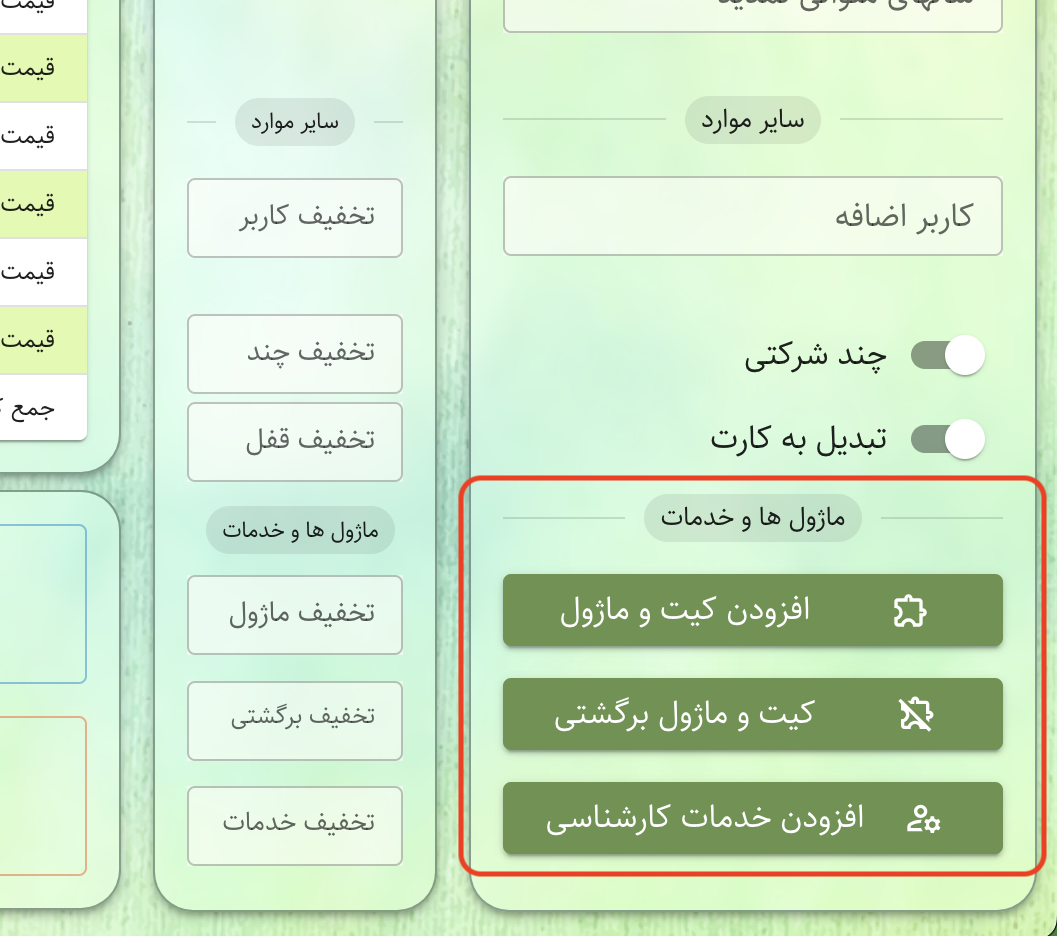 سایر موارد
کاربر اضافه
چند شرکتی
تبدیل به کارت
ماژول ها و خدمات
افزودن کیت و ماژول
کیت و ماژول برگشتی
افزودن خدمات کارشناسی
سایر موارد
تخفیف کاربر
تخفیف چند
تخفیف قفل
ماژول ها و خدمات
تخفیف ماژول
تخفیف برگشتی
تخفیف خدمات
قیمت
قیمت
قیمت
قیمت
قیمت
قیمت
جمع